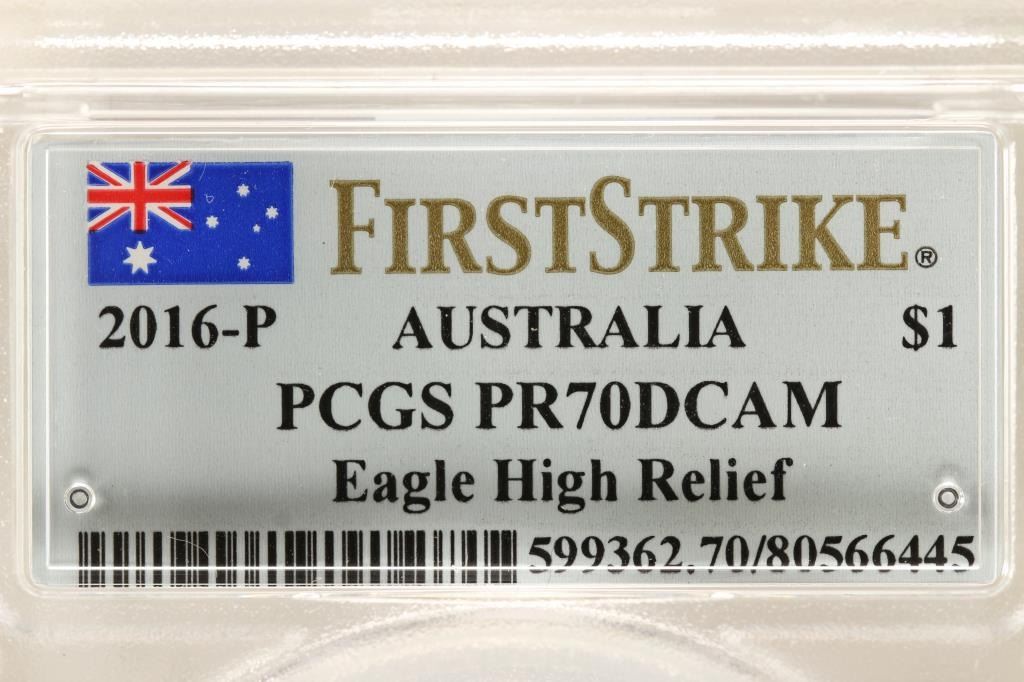 FIRSTSTRIKE®
2016-P AUSTRALIA $1
PCGS PR70DCAM
Eagle High Relief
599362.70/80566445